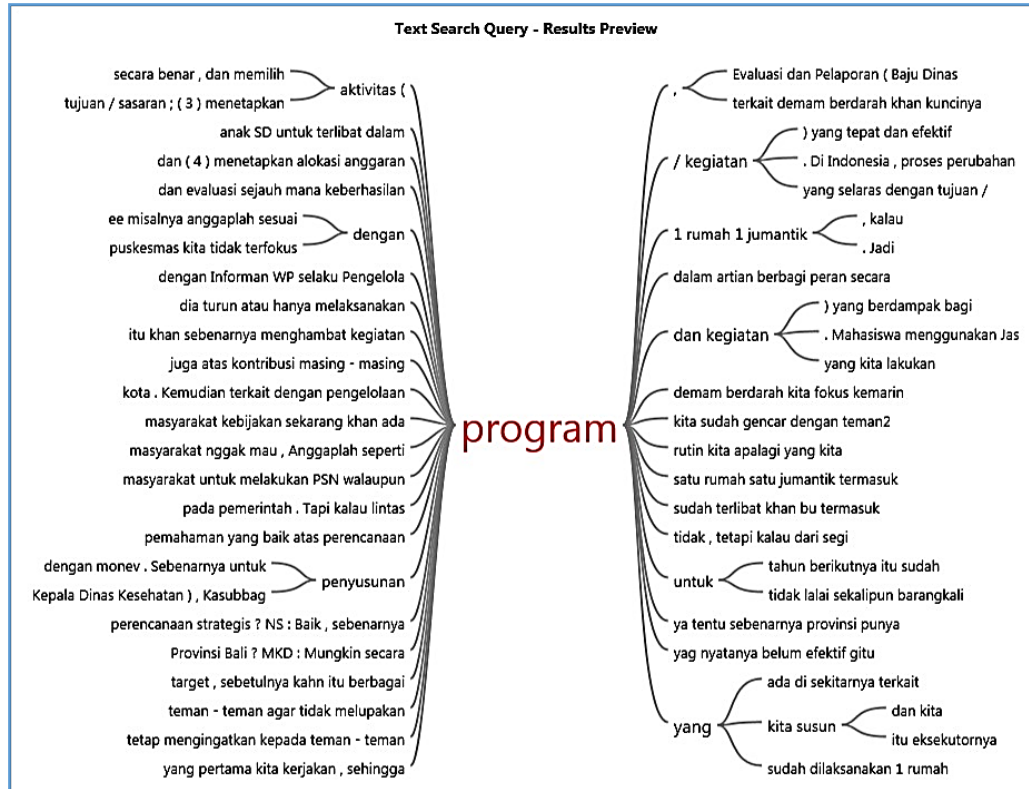 Text Search Query - Results Preview
secara benar , dan memilih
tujuan / sasaran ; ( 3 ) menetapkan
aktivitas (
anak SD untuk terlibat dalam
dan ( 4 ) menetapkan alokasi anggaran
dan evaluasi sejauh mana keberhasilan
ee misalnya anggaplah sesuai
puskesmas kita tidak terfokus
dengan
dengan Informan WP selaku Pengelola
dia turun atau hanya melaksanakan
itu khan sebenarnya menghambat kegiatan
juga atas kontribusi masing - masing
kota . Kemudian terkait dengan pengelolaan
masyarakat kebijakan sekarang khan ada
masyarakat nggak mau , Anggaplah seperti
masyarakat untuk melakukan PSN walaupun
pada pemerintah . Tapi kalau lintas
pemahaman yang baik atas perencanaan
dengan monev . Sebenarnya untuk
Kepala Dinas Kesehatan ) , Kasubbag
penyusunan
perencanaan strategis ? NS : Baik , sebenarnya
Provinsi Bali ? MKD : Mungkin secara
target , sebetulnya kahn itu berbagai
teman - teman agar tidak melupakan
tetap mengingatkan kepada teman - teman
yang pertama kita kerjakan , sehingga
program
,
Evaluasi dan Pelaporan ( Baju Dinas
terkait demam berdarah khan kuncinya
/ kegiatan
) yang tepat dan efektif
. Di Indonesia , proses perubahan
yang selaras dengan tujuan /
1 rumah 1 jumantik
, kalau
. Jadi
dalam artian berbagi peran secara
dan kegiatan
) yang berdampak bagi
. Mahasiswa menggunakan Jas
yang kita lakukan
demam berdarah kita fokus kemarin
kita sudah gencar dengan teman2
rutin kita apalagi yang kita
satu rumah satu jumantik termasuk
sudah terlibat khan bu termasuk
tidak , tetapi kalau dari segi
untuk
tahun berikutnya itu sudah
tidak lalai sekalipun barangkali
ya tentu sebenarnya provinsi punya
yag nyatanya belum efektif gitu
yang
ada di sekitarnya terkait
kita susun
dan kita
itu eksekutornya
sudah dilaksanakan 1 rumah